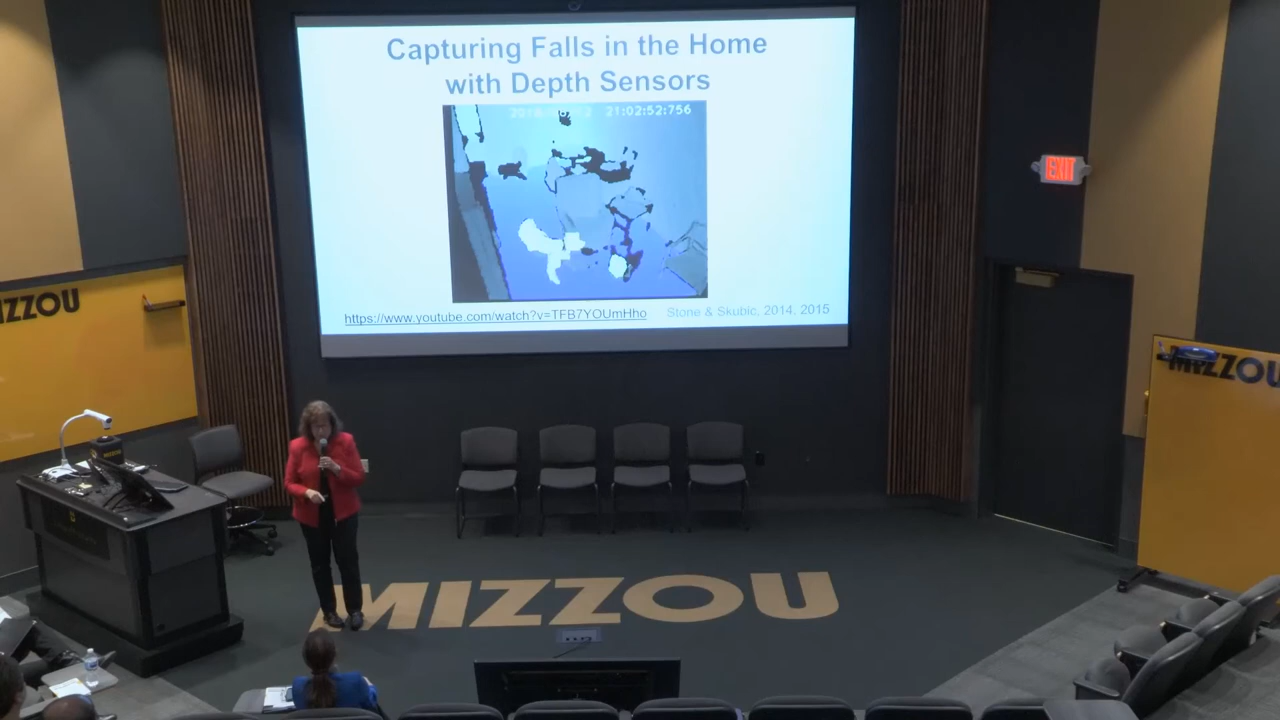 Capturing Falls in the Home
with Depth Sensors
21:02:52:756
https://www.youtube.com/watch?v=TFB7YOUmHho
Stone & Skubic, 2014, 2015
EXIT
IZZOU
MIZZOU
MIZZOU